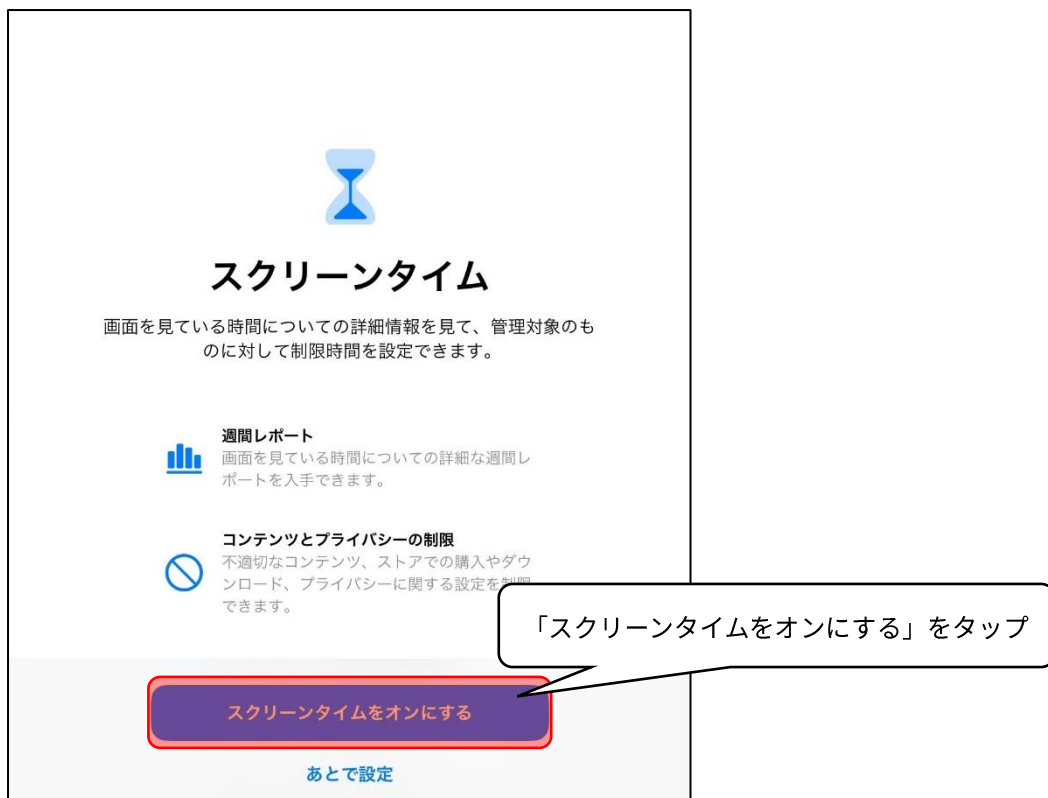 スクリーンタイム
画面を見ている時間についての詳細情報を見て、管理対象のも
のに対して制限時間を設定できます。
週間レポート
画面を見ている時間についての詳細な週間レ
ポートを入手できます。
コンテンツとプライバシーの制限
不適切なコンテンツ、ストアでの購入やダウ
ンロード、プライバシーに関する設定を制限
できます。
「スクリーンタイムをオンにする」をタップ
スクリーンタイムをオンにする
あとで設定